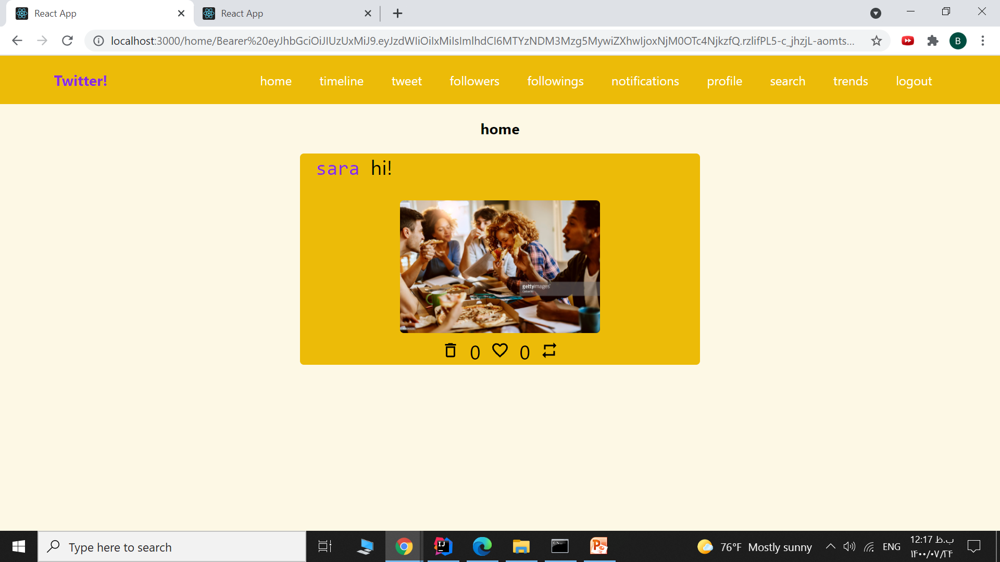 React App
React App
localhost:3000/home/Bearer%20eyJhbGciOiJIUzUxMiJ9.eyJzdWIiOiIxMiIsImlhdCI6MTYzNDM3Mzg5MywiZXhwIjoxNjM0OTc4NjkzfQ.rzlifPL5-c_jhzjL-aomts...
B
Twitter!
home timeline tweet followers followings notifications profile search trends logout
home
sara hi!
gettyimages
0 0
Type here to search
76°F Mostly sunny
ENG
12:17 ب.ظ
۱۴۰۰/۰۷/۲۴